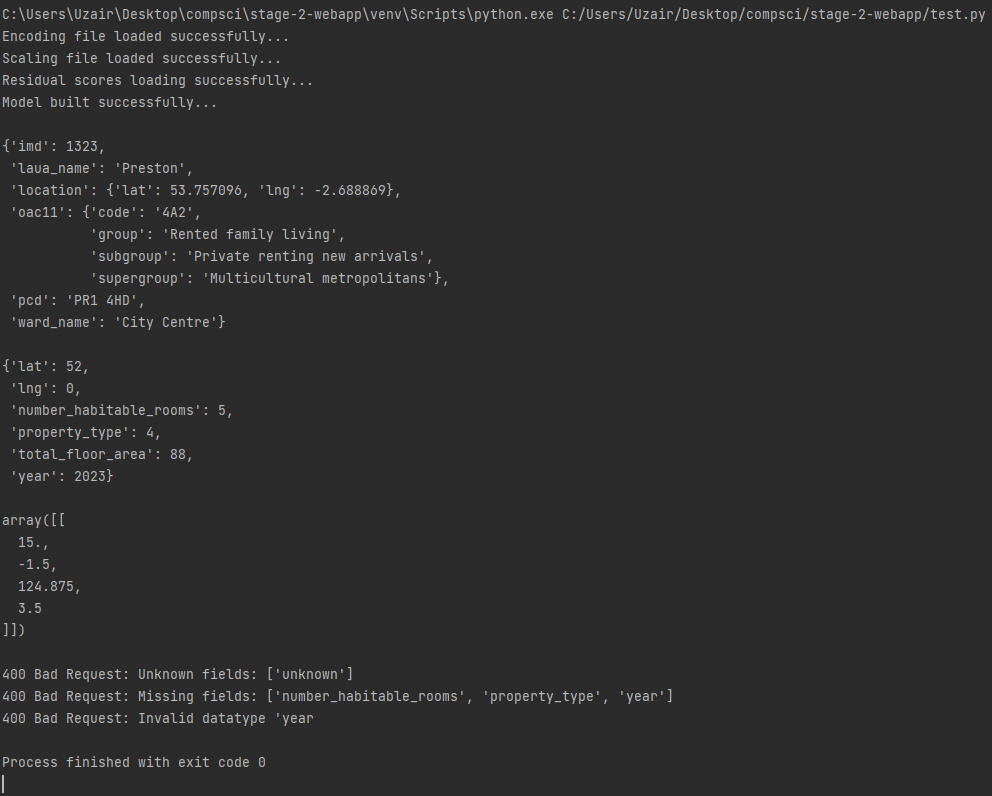 C:\Users\Uzair\Desktop\compsci\stage-2-webapp\venv\Scripts\python.exe C:/Users/Uzair/Desktop/compsci/stage-2-webapp/test.py
Encoding file loaded successfully...
Scaling file loaded successfully...
Residual scores loading successfully...
Model built successfully...

{'imd': 1323,
 'laua_name': 'Preston',
 'location': {'lat': 53.757096, 'lng': -2.688869},
 'oac11': {'code': '4A2',
           'group': 'Rented family living',
           'subgroup': 'Private renting new arrivals',
           'supergroup': 'Multicultural metropolitans'},
 'pcd': 'PR1 4HD',
 'ward_name': 'City Centre'}

{'lat': 52,
 'lng': 0,
 'number_habitable_rooms': 5,
 'property_type': 4,
 'total_floor_area': 88,
 'year': 2023}

array([[
  15.,
  -1.5,
  124.875,
  3.5
]])

400 Bad Request: Unknown fields: ['unknown']
400 Bad Request: Missing fields: ['number_habitable_rooms', 'property_type', 'year']
400 Bad Request: Invalid datatype 'year

Process finished with exit code 0